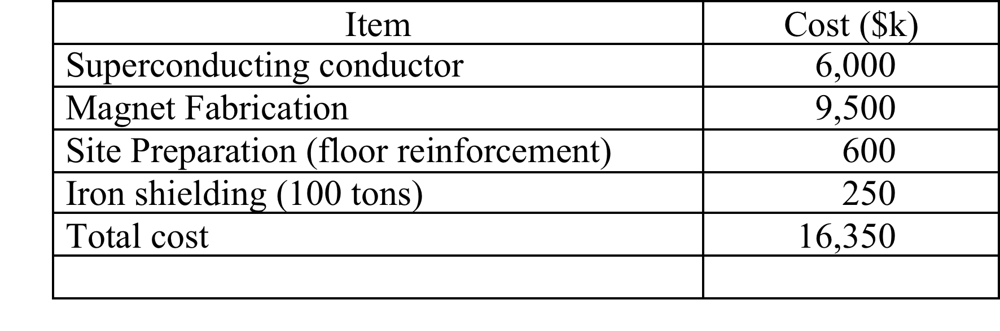 Item Cost ($k)
Superconducting conductor 6,000
Magnet Fabrication 9,500
Site Preparation (floor reinforcement) 600
Iron shielding (100 tons) 250
Total cost 16,350